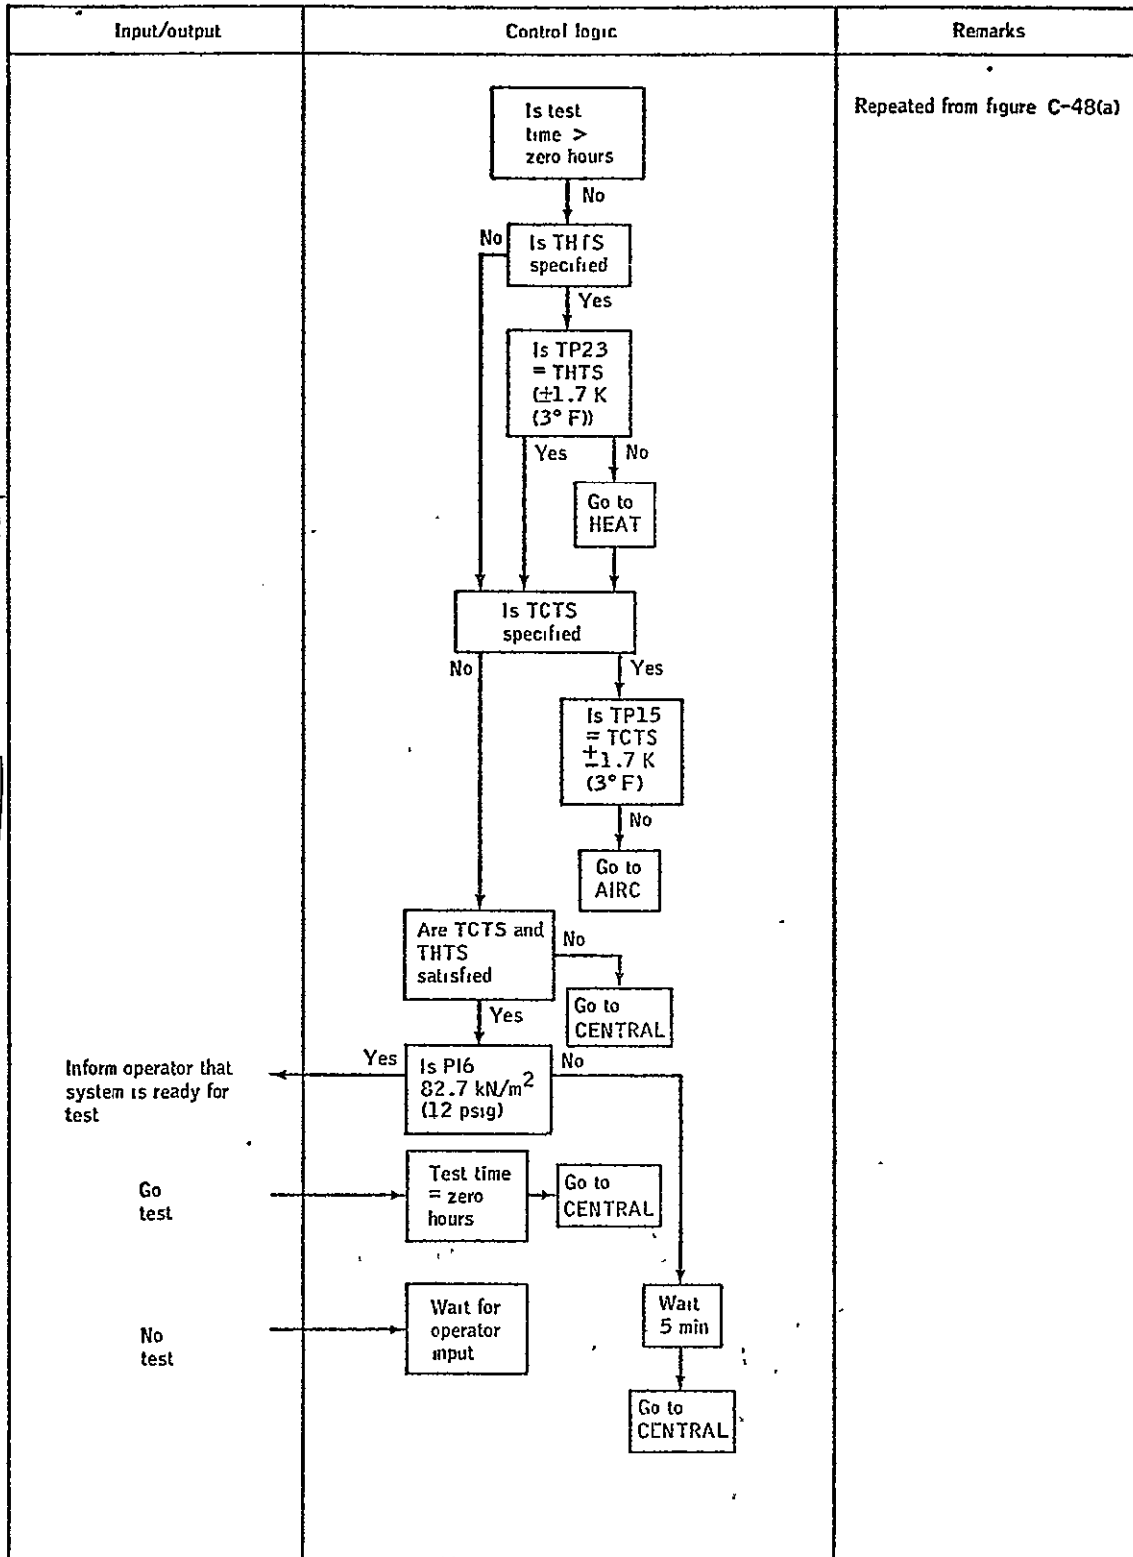 Input/output
Control logic
Remarks
Repeated from figure C-48(a)
Is test
time >
zero hours
No
No
Is THTS
specified
Yes
Is TP23
= THTS
(±1.7 K
(3° F))
Yes
No
Go to
HEAT
Is TCTS
specified
No
Yes
Is TP15
= TCTS
±1.7 K
(3° F)
No
Go to
AIRC
Are TCTS and
THTS
satisfied
No
Go to
CENTRAL
Yes
Inform operator that
system is ready for
test
Yes
Is PI6
82.7 kN/m²
(12 psig)
No
Go
test
Test time
= zero
hours
Go to
CENTRAL
No
test
Wait for
operator
input
Wait
5 min
Go to
CENTRAL